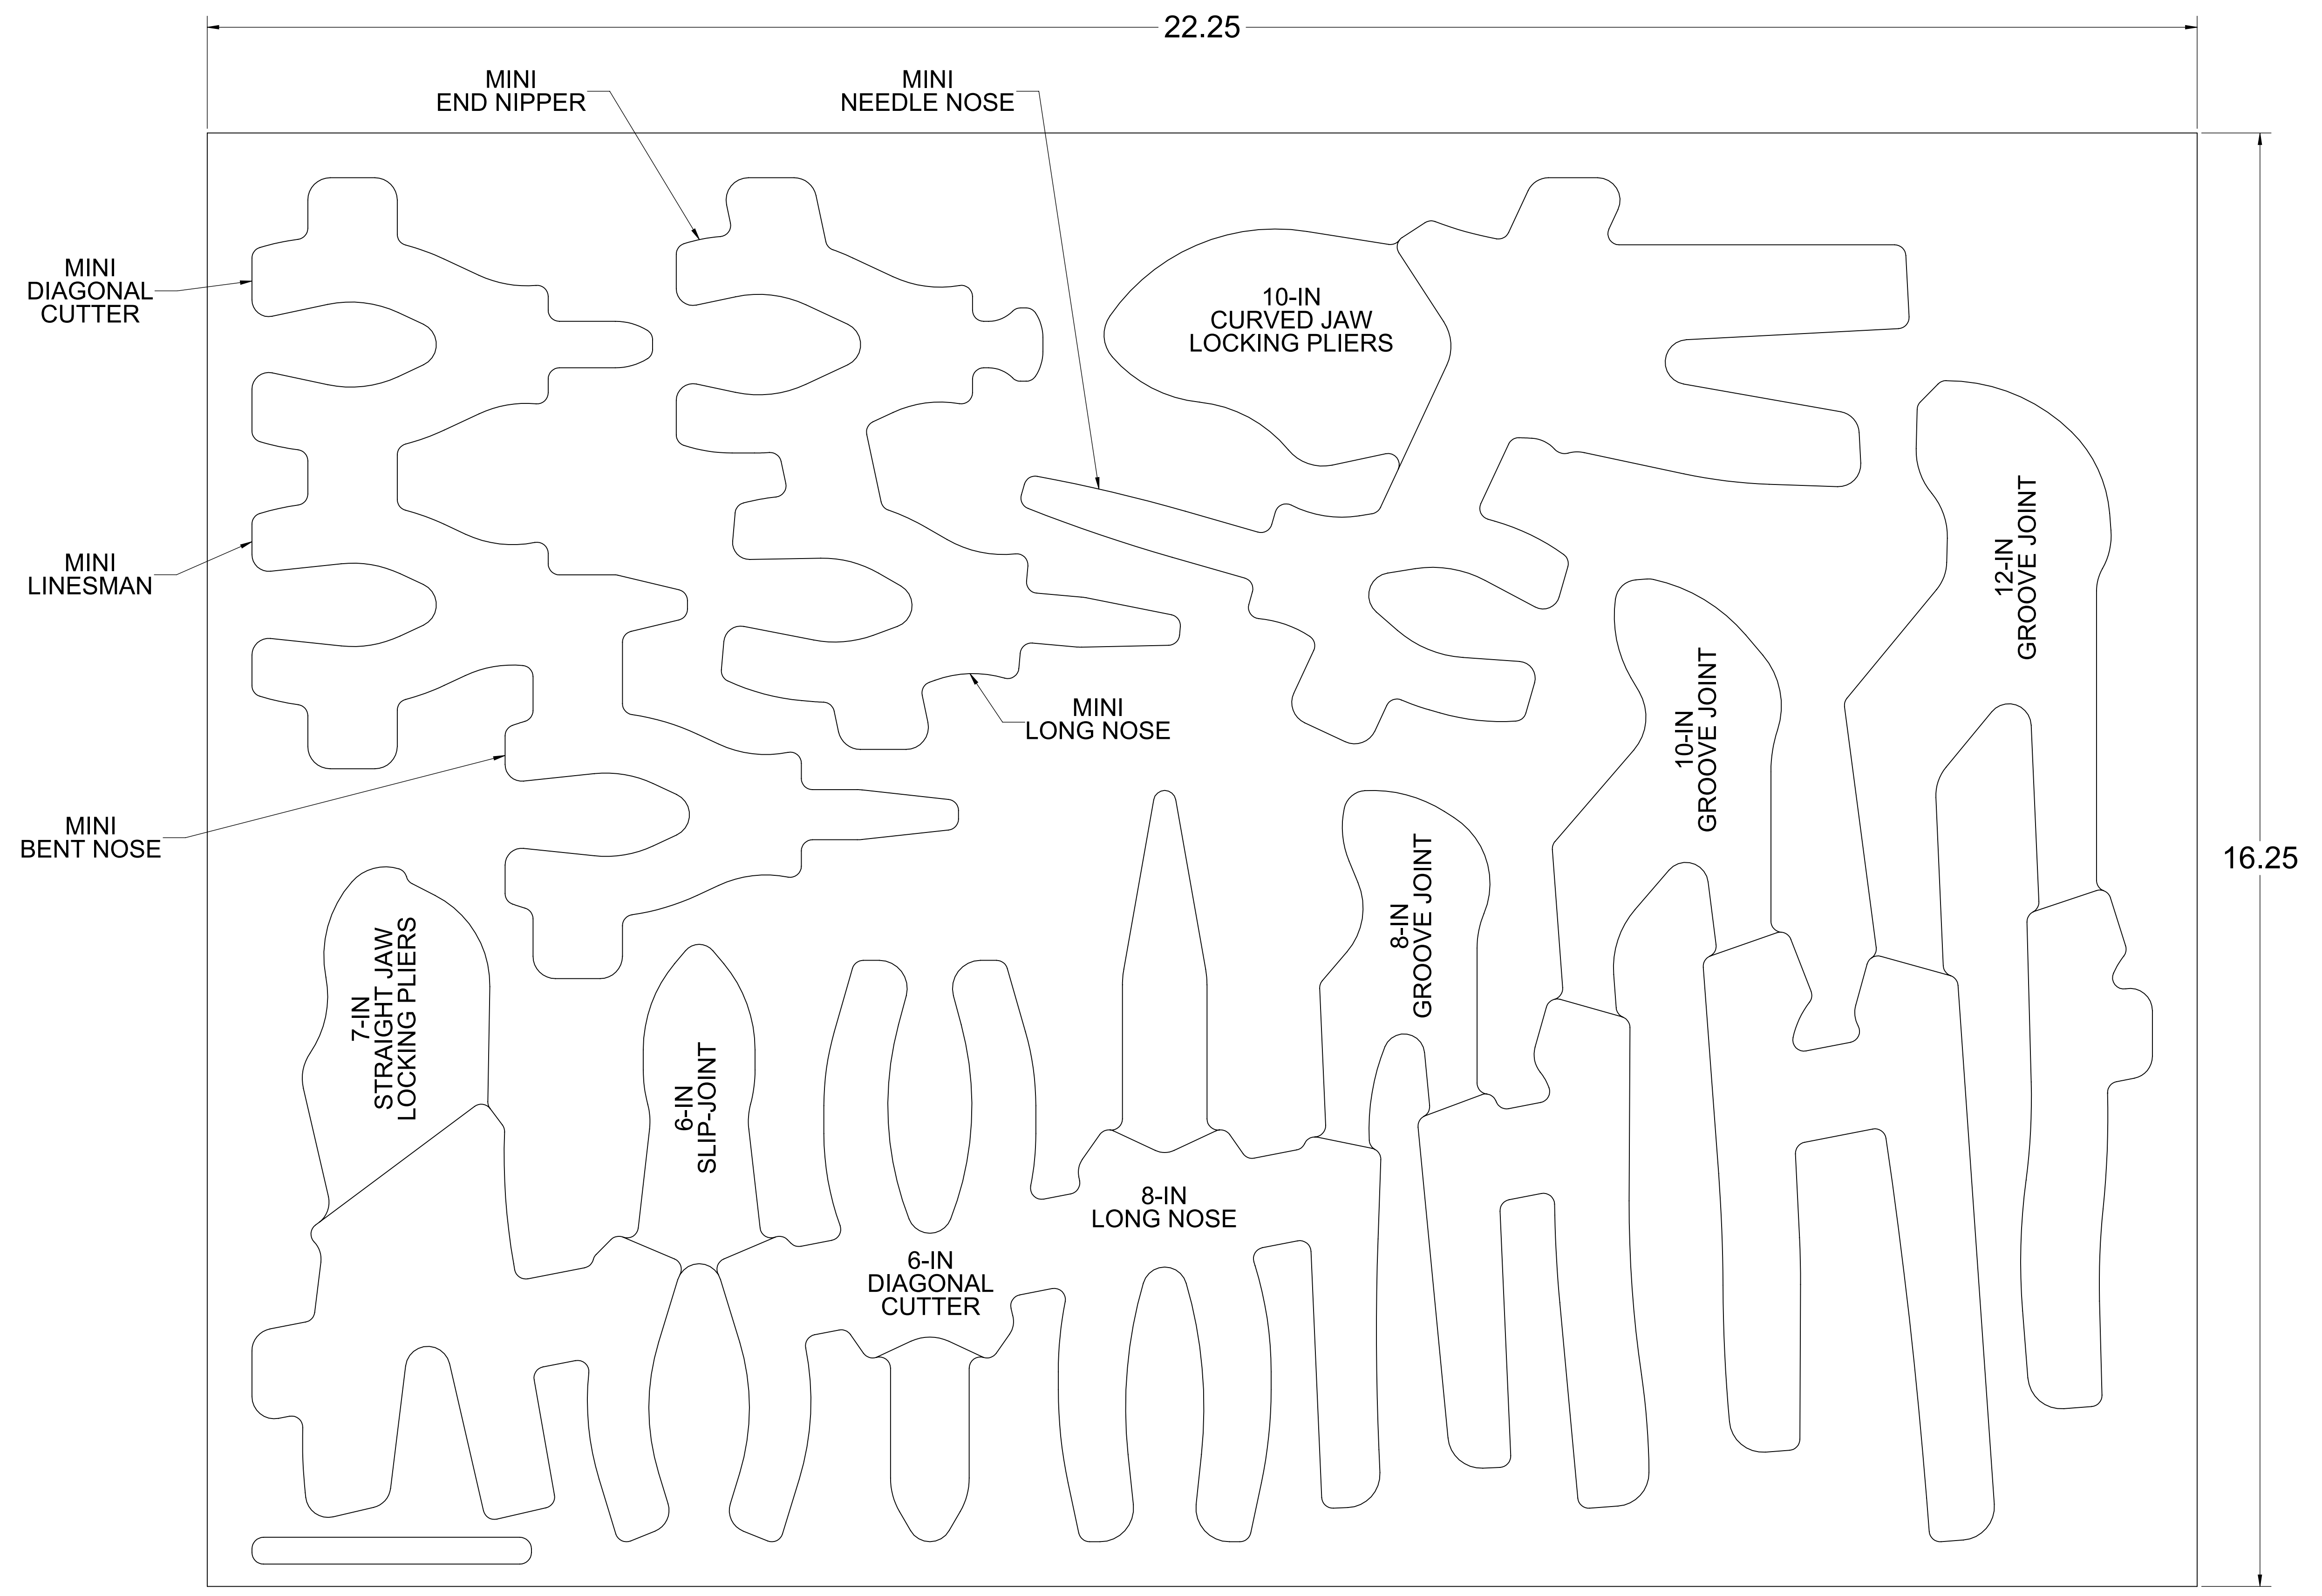 22.25
MINI
END NIPPER
MINI
NEEDLE NOSE
MINI
DIAGONAL
CUTTER
10-IN
CURVED JAW
LOCKING PLIERS
MINI
LINESMAN
12-IN
GROOVE JOINT
10-IN
GROOVE JOINT
MINI
LONG NOSE
MINI
BENT NOSE
16.25
8-IN
GROOVE JOINT
7-IN
STRAIGHT JAW
LOCKING PLIERS
6-IN
SLIP-JOINT
8-IN
LONG NOSE
6-IN
DIAGONAL
CUTTER